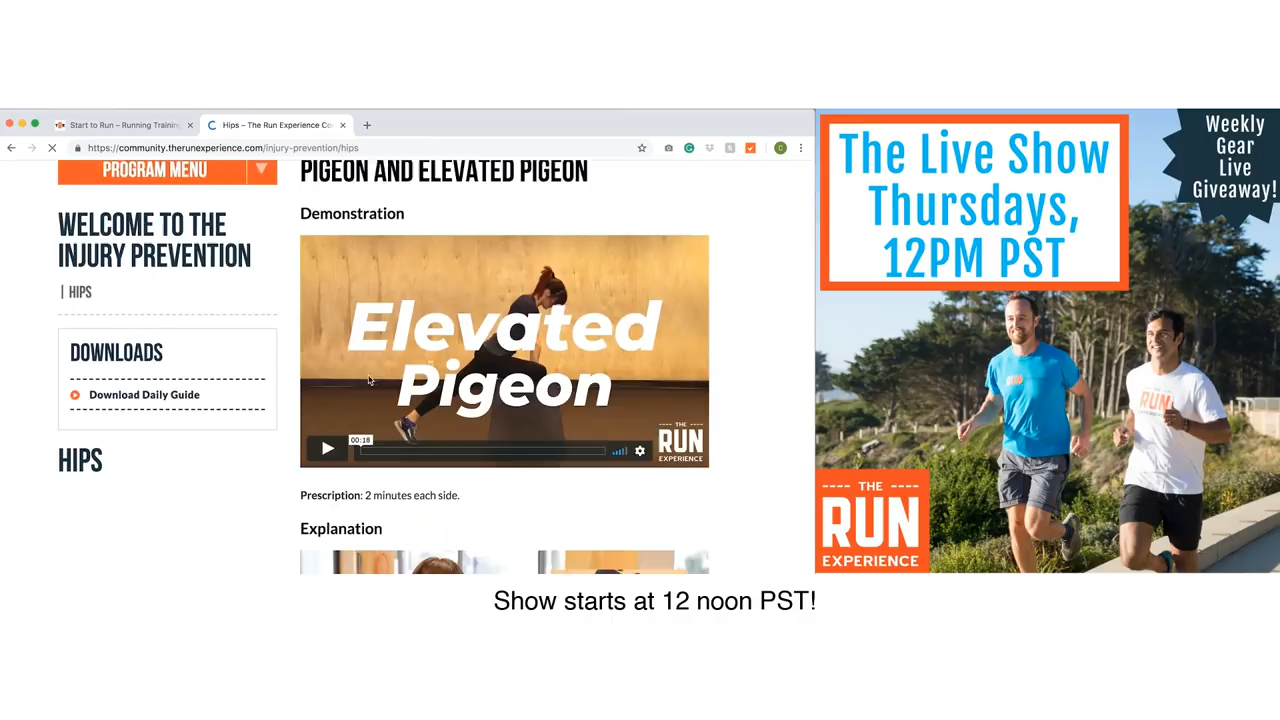 Start to Run – Running Training
Hips – The Run Experience Co
https://community.therunexperience.com/injury-prevention/hips
C
PROGRAM MENU
WELCOME TO THE
INJURY PREVENTION
| HIPS
DOWNLOADS
Download Daily Guide
HIPS
PIGEON AND ELEVATED PIGEON
Demonstration
Elevated
Pigeon
00:18
THE
RUN
EXPERIENCE
Prescription: 2 minutes each side.
Explanation
The Live Show
Thursdays,
12PM PST
Weekly
Gear
Live
Giveaway!
RUN
THE
RUN
EXPERIENCE
Show starts at 12 noon PST!